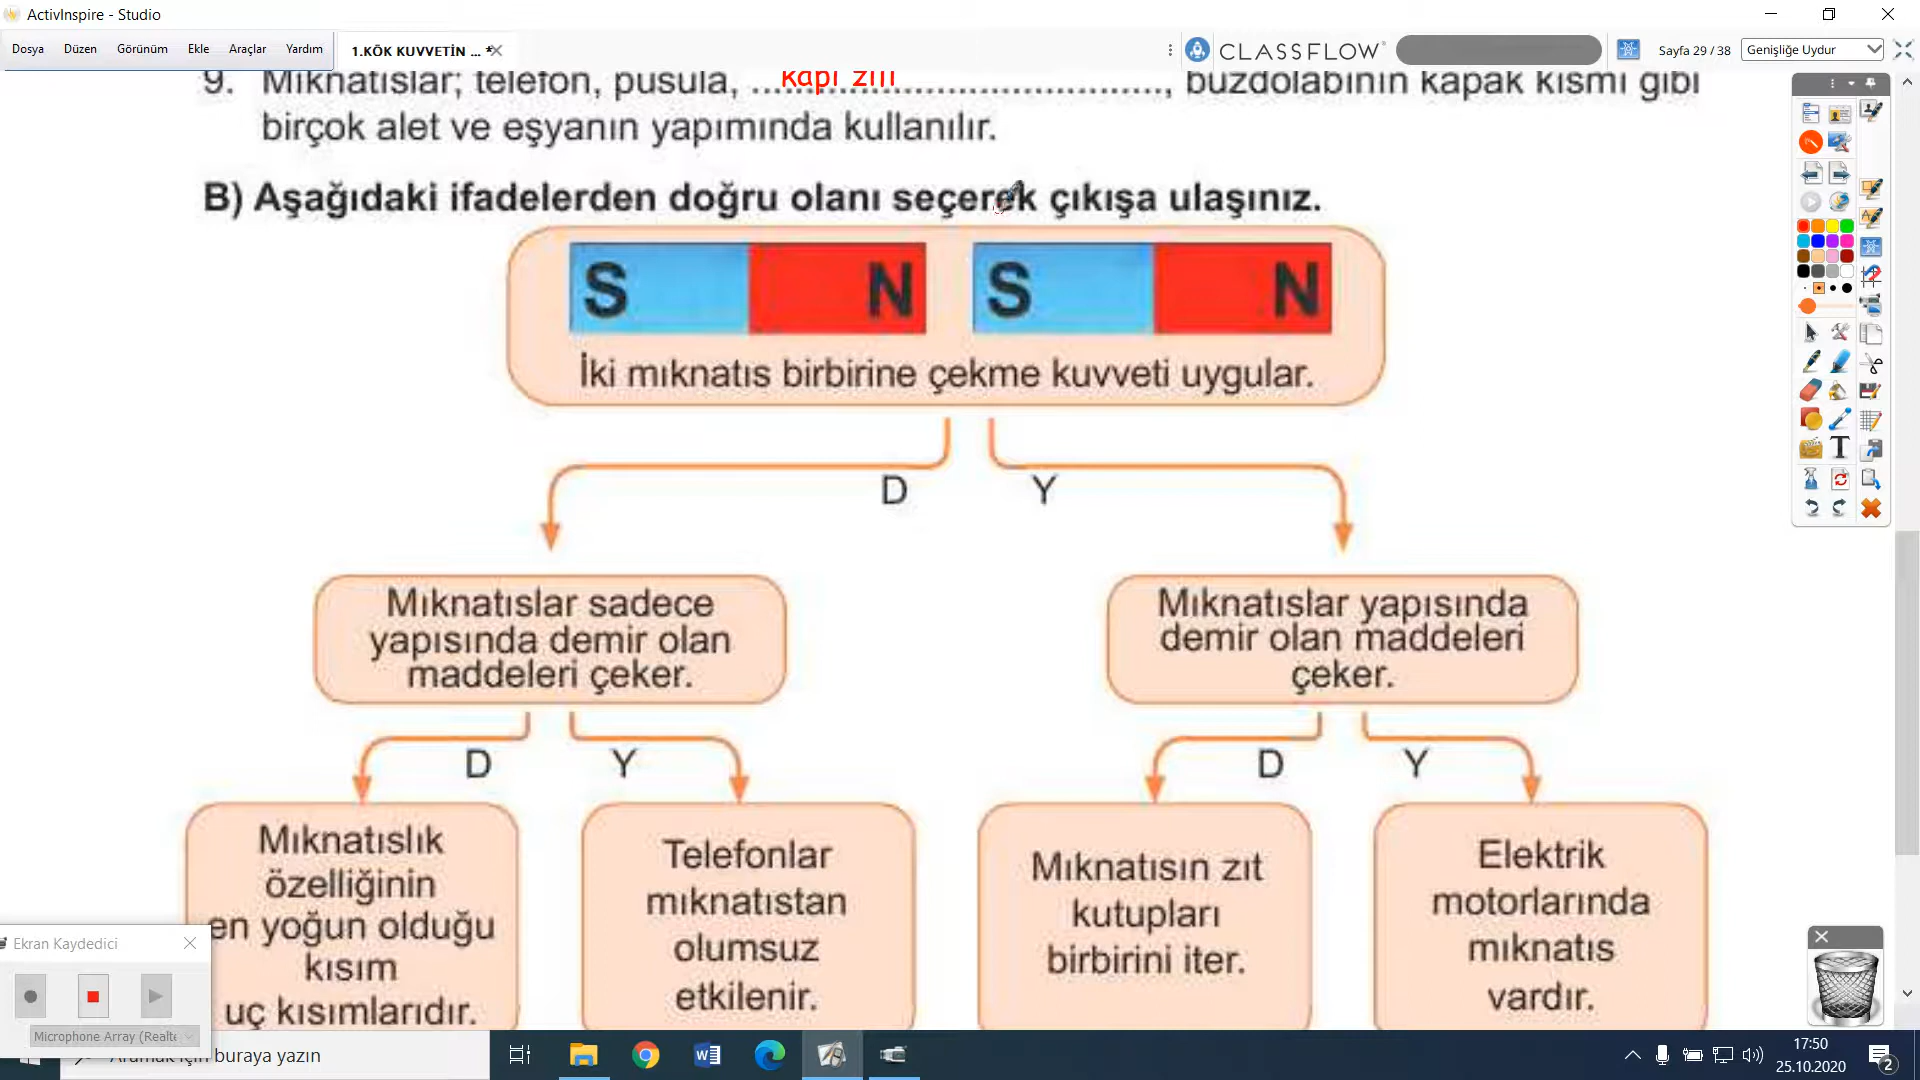 ActivInspire - Studio
Dosya Düzen Görünüm Ekle Araçlar Yardım
1.KÖK KUVVETİN ... *
CLASSFLOW
Sayfa 29 / 38
Genişliğe Uydur
9. Mıknatıslar; telefon, pusula, kapı zili, buzdolabının kapak kısmı gibi
birçok alet ve eşyanın yapımında kullanılır.
B) Aşağıdaki ifadelerden doğru olanı seçerek çıkışa ulaşınız.
S N S N
İki mıknatıs birbirine çekme kuvveti uygular.
D Y
Mıknatıslar sadece
yapısında demir olan
maddeleri çeker.
Mıknatıslar yapısında
demir olan maddeleri
çeker.
D Y
D Y
Mıknatıslık
özelliğinin
en yoğun olduğu
kısım
uç kısımlarıdır.
Telefonlar
mıknatıstan
olumsuz
etkilenir.
Mıknatısın zıt
kutupları
birbirini iter.
Elektrik
motorlarında
mıknatıs
vardır.
Ekran Kaydedici
Microphone Array (Realte
Aramak için buraya yazın
17:50
25.10.2020
2